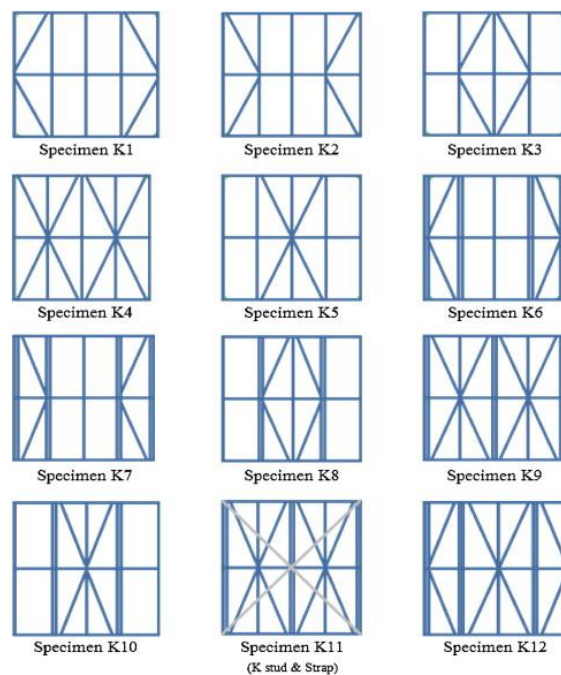 Specimen K1
Specimen K2
Specimen K3
Specimen K4
Specimen K5
Specimen K6
Specimen K7
Specimen K8
Specimen K9
Specimen K10
Specimen K11
(K stud & Strap)
Specimen K12